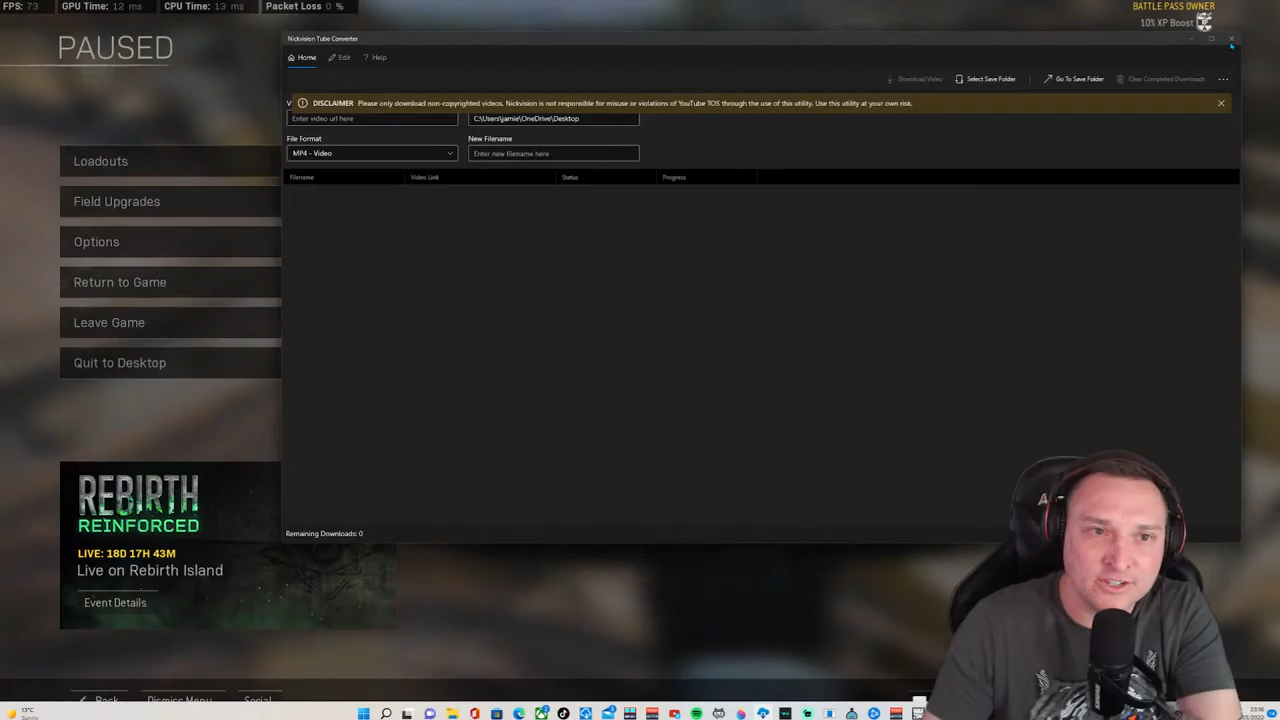 FPS: 73 GPU Time: 12 ms CPU Time: 13 ms Packet Loss 0 %
BATTLE PASS OWNER
10% XP Boost
PAUSED
Nickvision Tube Converter
Home Edit ? Help
Download Video Select Save Folder Go To Save Folder Clear Completed Downloads ...
DISCLAIMER Please only download non-copyrighted videos. Nickvision is not responsible for misuse or violations of YouTube TOS through the use of this utility. Use this utility at your own risk.
Enter video url here C:\Users\jamie\OneDrive\Desktop
File Format New Filename
MP4 - Video Enter new filename here
Filename Video Link Status Progress
Loadouts
Field Upgrades
Options
Return to Game
Leave Game
Quit to Desktop
REBIRTH
REINFORCED
LIVE: 18D 17H 43M
Live on Rebirth Island
Event Details
Remaining Downloads: 0
Back Dismiss Menu Social
13°C
Sunny
23:16